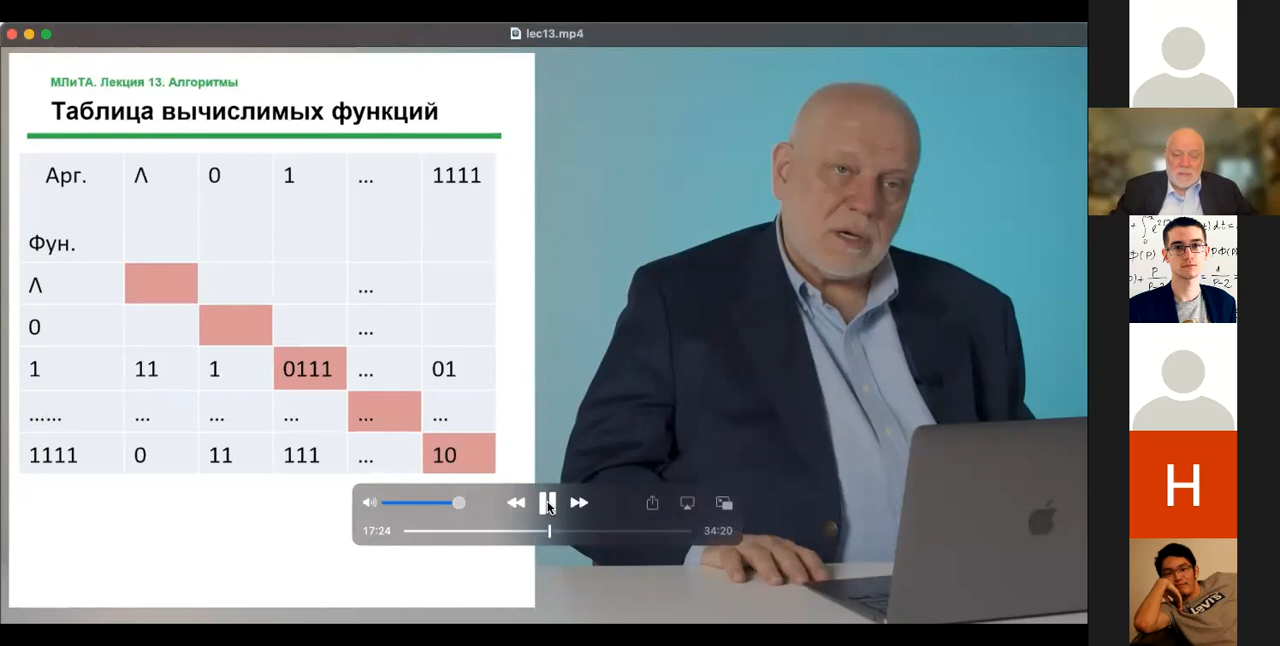 lec13.mp4
МЛиТА. Лекция 13. Алгоритмы
Таблица вычислимых функций
Арг. Λ 0 1 ... 1111
Фун.
Λ ...
0 ...
1 11 1 0111 ... 01
...... ... ... ... ... ...
1111 0 11 111 ... 10
17:24 34:20
H
LEVI'S